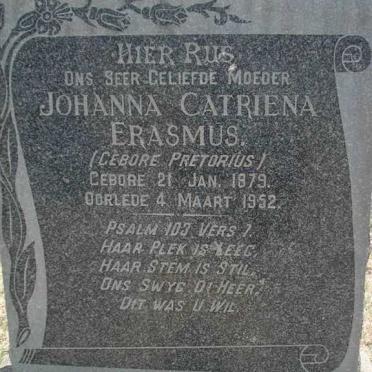 HIER RUS
ONS SEER GELIEFDE MOEDER
JOHANNA CATRIENA
ERASMUS.
(GEBORE PRETORIUS)
GEBORE 21 JAN. 1879.
OORLEDE 4 MAART 1952.
PSALM 103 VERS 7.
HAAR PLEK IS LEEG,
HAAR STEM IS STIL,
ONS SWYG O! HEER,
DIT WAS U WIL.